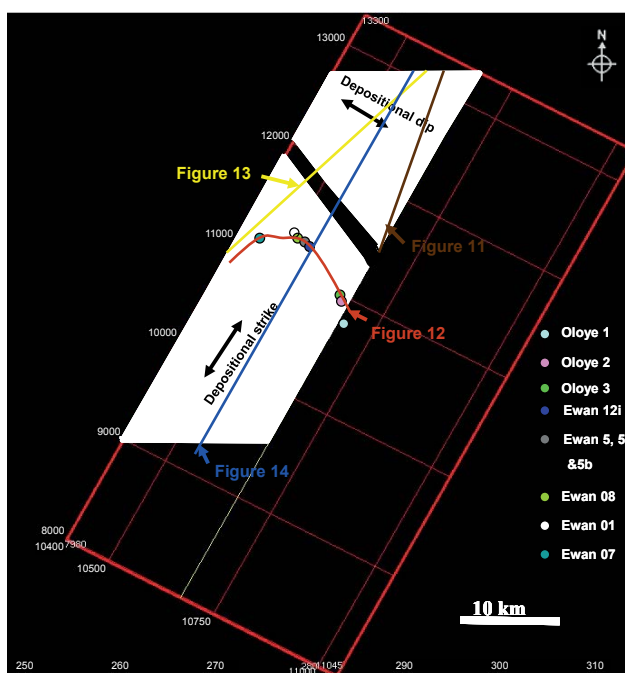 13300
13000
N
Depositional dip
12000
Figure 13
11000
Figure 11
10000
Depositional strike
Figure 12
Oloye 1
Oloye 2
Oloye 3
Ewan 12i
Ewan 5, 5
&5b
Ewan 08
Ewan 01
Ewan 07
9000
Figure 14
8000
10400
7980
10500
10750
10 km
250
260
270
11045
11000
290
300
310